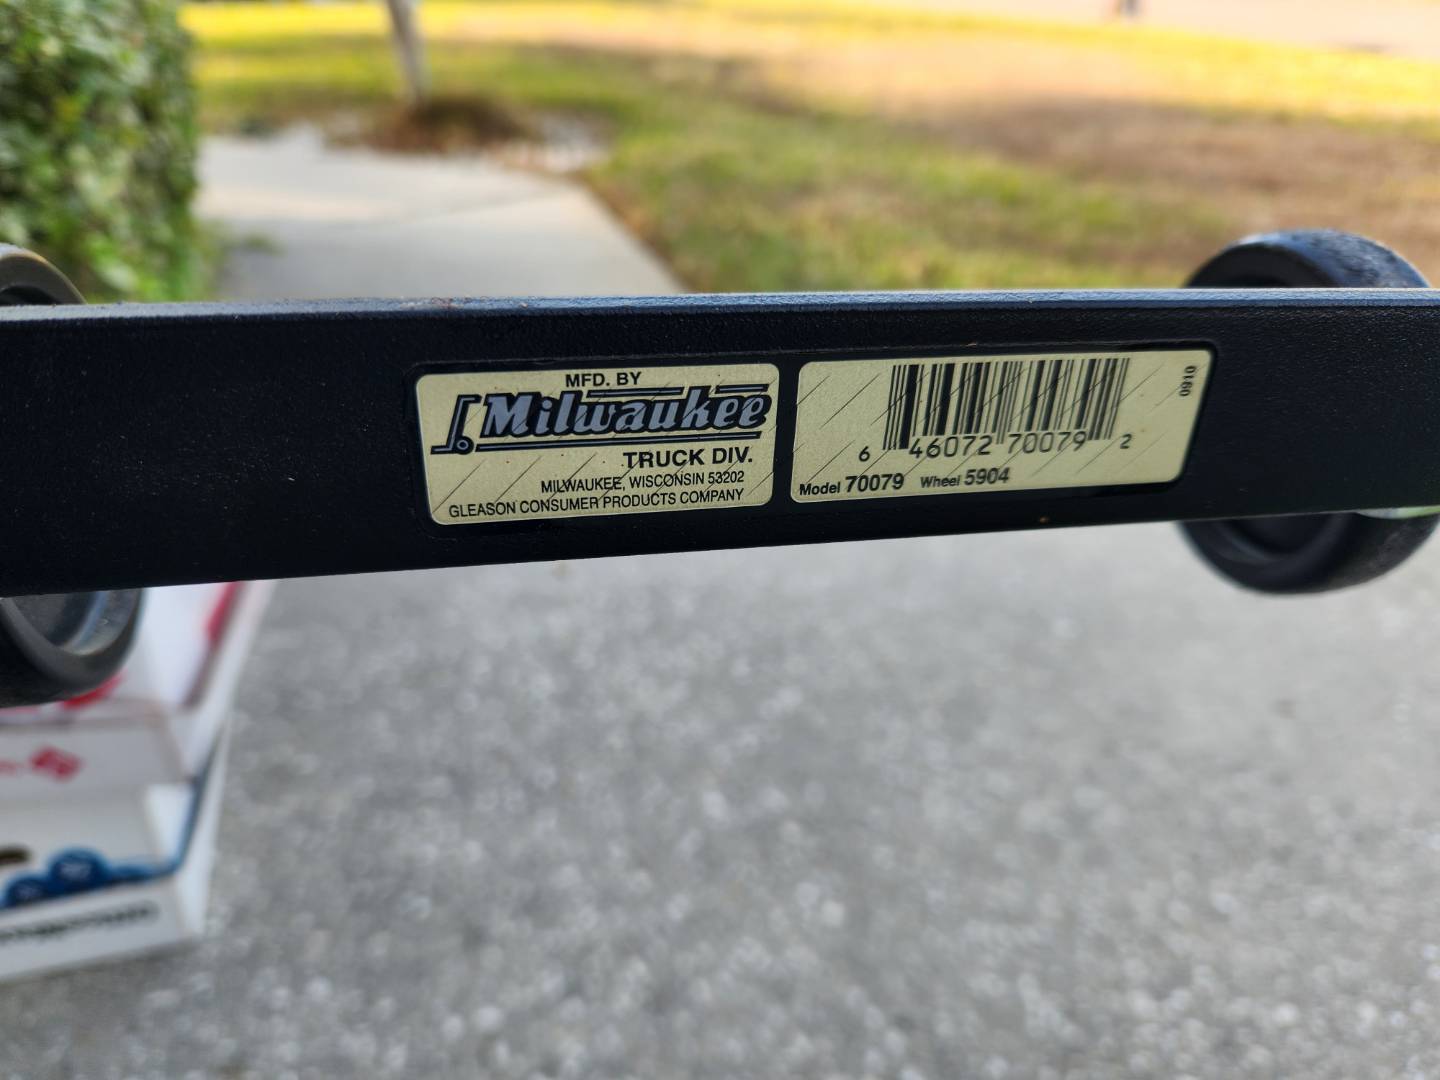 MFD. BY
Milwaukee
TRUCK DIV.
MILWAUKEE, WISCONSIN 53202
GLEASON CONSUMER PRODUCTS COMPANY
0190
6 46072 70079 2
Model 70079 Wheel 5904